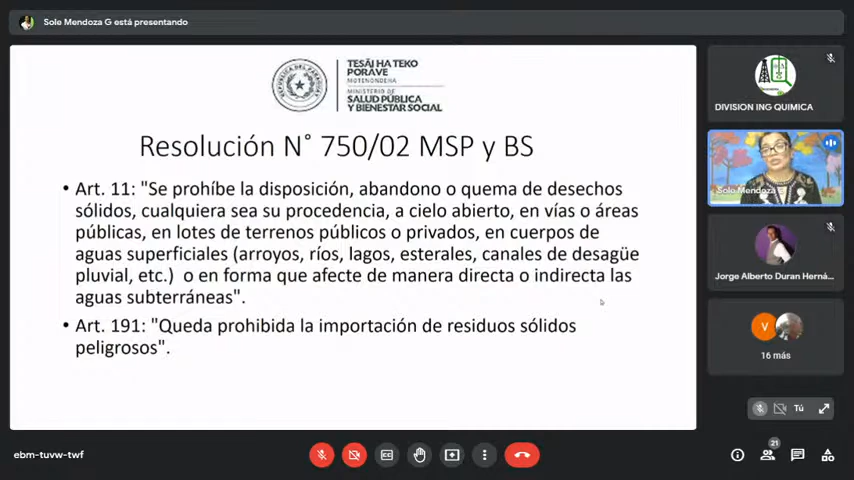 Sole Mendoza G está presentando
TESÃI HA TEKO
PORAVE
MOTENONDEHA
MINISTERIO DE
SALUD PÚBLICA
Y BIENESTAR SOCIAL
Resolución N° 750/02 MSP y BS
• Art. 11: "Se prohíbe la disposición, abandono o quema de desechos
sólidos, cualquiera sea su procedencia, a cielo abierto, en vías o áreas
públicas, en lotes de terrenos públicos o privados, en cuerpos de
aguas superficiales (arroyos, ríos, lagos, esterales, canales de desagüe
pluvial, etc.) o en forma que afecte de manera directa o indirecta las
aguas subterráneas".
• Art. 191: "Queda prohibida la importación de residuos sólidos
peligrosos".
DIVISION ING QUIMICA
Sole Mendoza G
Jorge Alberto Duran Herná...
V
16 más
Tú
ebm-tuvw-twf
CC
21